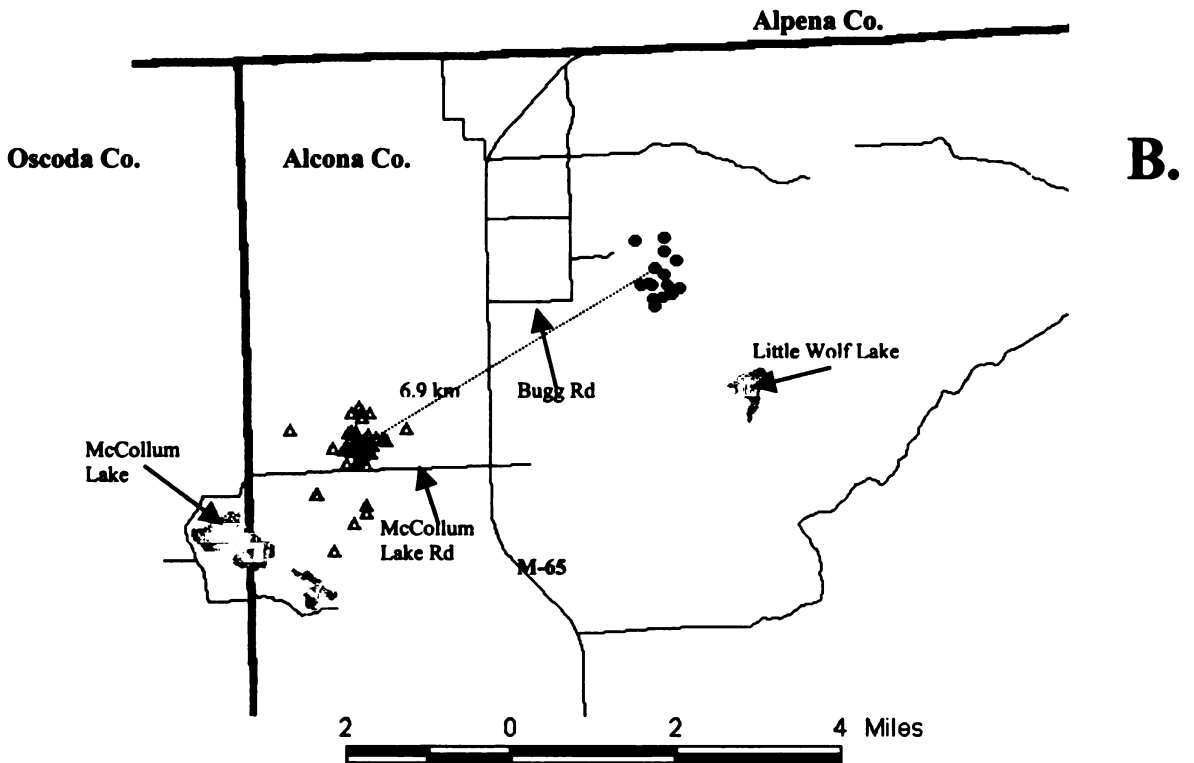 Alpena Co.
Oscoda Co.
Alcona Co.
B.
Little Wolf Lake
6.9 km
Bugg Rd
McCollum
Lake
McCollum
Lake Rd
M-65
2 0 2 4 Miles